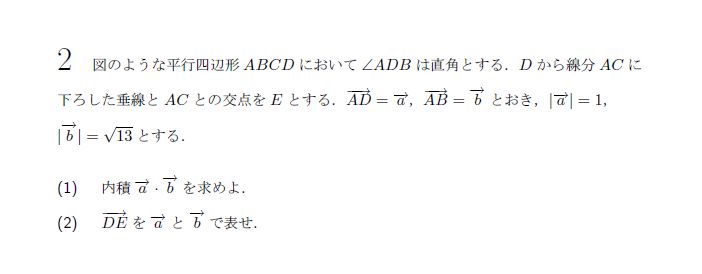 2 図のような平行四辺形 ABCD において ∠ADB は直角とする．D から線分 AC に
下ろした垂線と AC との交点を E とする．$\overrightarrow{AD} = \overrightarrow{a}$，$\overrightarrow{AB} = \overrightarrow{b}$ とおき，$|\overrightarrow{a}| = 1$，
$|\overrightarrow{b}| = \sqrt{13}$ とする．
(1) 内積 $\overrightarrow{a} \cdot \overrightarrow{b}$ を求めよ．
(2) $\overrightarrow{DE}$ を $\overrightarrow{a}$ と $\overrightarrow{b}$ で表せ．